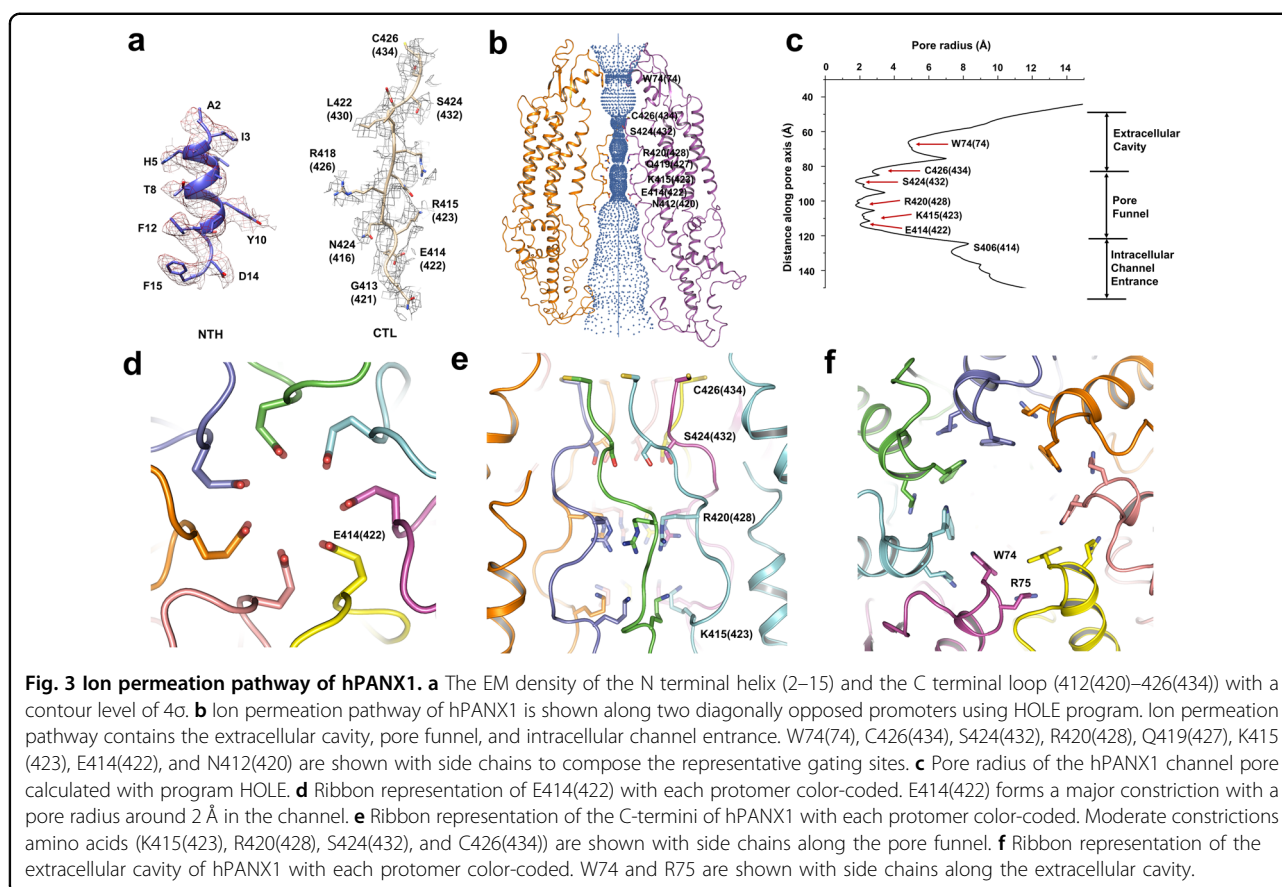 a
C426
(434)
A2
L422
(430)
S424
(432)
I3
H5
R418
(426)
T8
R415
(423)
F12
Y10
N424
(416)
E414
(422)
F15
D14
G413
(421)
NTH
CTL
b
W74(74)
C426(434)
S424(432)
R420(428)
Q419(427)
K415(423)
E414(422)
N412(420)
c
Pore radius (Å)
0 2 4 6 8 10 12 14
Distance along pore axis (Å)
60
80
100
120
140
W74(74)
C426(434)
S424(432)
R420(428)
K415(423)
E414(422)
S406(414)
Extracellular
Cavity
Pore
Funnel
Intracellular
Channel
Entrance
d
E414(422)
e
C426(434)
S424(432)
R420(428)
K415(423)
f
W74
R75
Fig. 3 Ion permeation pathway of hPANX1. a The EM density of the N terminal helix (2–15) and the C terminal loop (412(420)–426(434)) with a
contour level of 4σ. b Ion permeation pathway of hPANX1 is shown along two diagonally opposed promoters using HOLE program. Ion permeation
pathway contains the extracellular cavity, pore funnel, and intracellular channel entrance. W74(74), C426(434), S424(432), R420(428), Q419(427), K415
(423), E414(422), and N412(420) are shown with side chains to compose the representative gating sites. c Pore radius of the hPANX1 channel pore
calculated with program HOLE. d Ribbon representation of E414(422) with each protomer color-coded. E414(422) forms a major constriction with a
pore radius around 2 Å in the channel. e Ribbon representation of the C-termini of hPANX1 with each protomer color-coded. Moderate constrictions
amino acids (K415(423), R420(428), S424(432), and C426(434)) are shown with side chains along the pore funnel. f Ribbon representation of the
extracellular cavity of hPANX1 with each protomer color-coded. W74 and R75 are shown with side chains along the extracellular cavity.